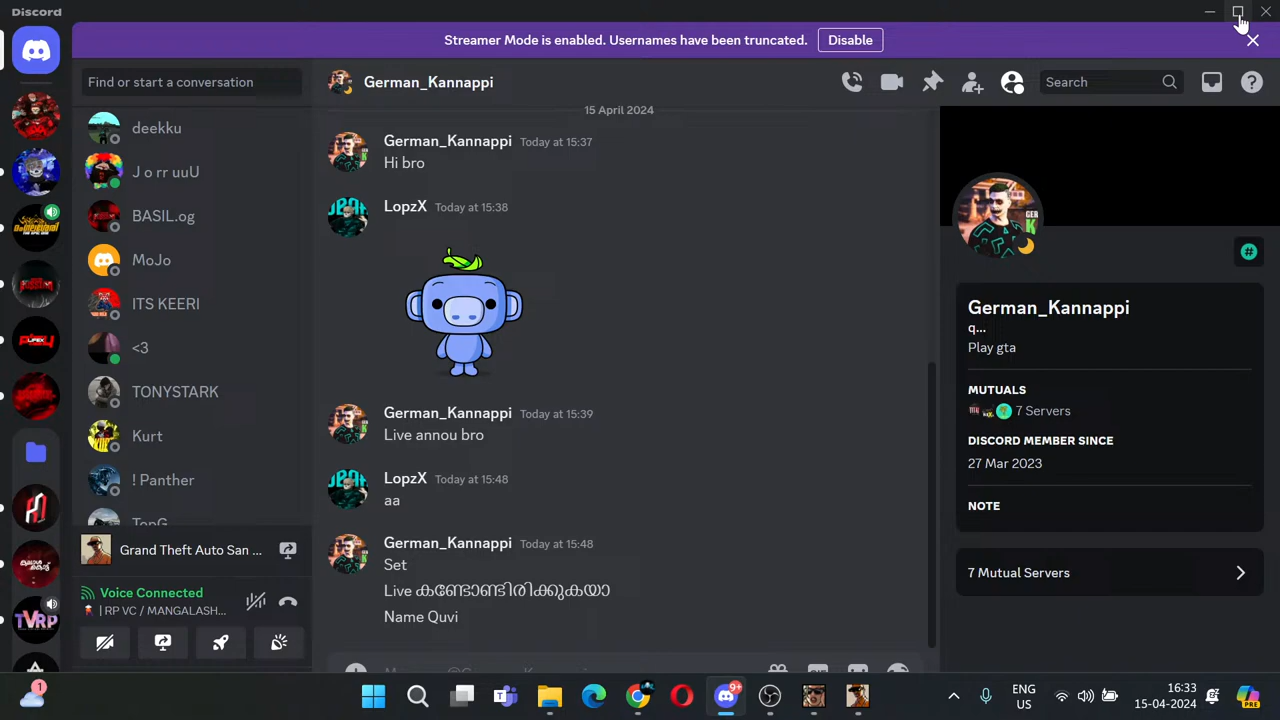 Discord
Streamer Mode is enabled. Usernames have been truncated.
Disable
Find or start a conversation
German_Kannappi
Search
deekku
J o rr uuU
BASIL.og
MoJo
ITS KEERI
<3
TONYSTARK
Kurt
! Panther
TopG
Grand Theft Auto San ...
Voice Connected
| RP VC / MANGALASH...
15 April 2024
German_Kannappi Today at 15:37
Hi bro
LopzX Today at 15:38
German_Kannappi Today at 15:39
Live annou bro
LopzX Today at 15:48
aa
German_Kannappi Today at 15:48
Set
Live കണ്ടോണ്ടിരിക്കുകയാ
Name Quvi
German_Kannappi
q...
Play gta
MUTUALS
7 Servers
DISCORD MEMBER SINCE
27 Mar 2023
NOTE
7 Mutual Servers
TVRP
1
9+
ENG
US
16:33
15-04-2024
PRE